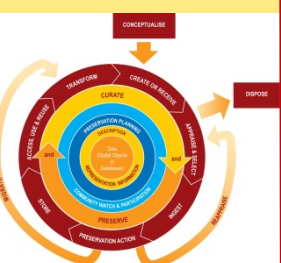 CONCEPTUALISE
DISPOSE
TRANSFORM
CREATE OR RECEIVE
APPRAISE & SELECT
INGEST
PRESERVATION ACTION
STORE
ACCESS, USE & REUSE
CURATE
and
PRESERVE
and
PRESERVATION PLANNING
COMMUNITY WATCH & PARTICIPATION
DESCRIPTION
REPRESENTATION INFORMATION
Data
(Digital Objects
or
Databases)
REAPPRAISE
MIGRATE